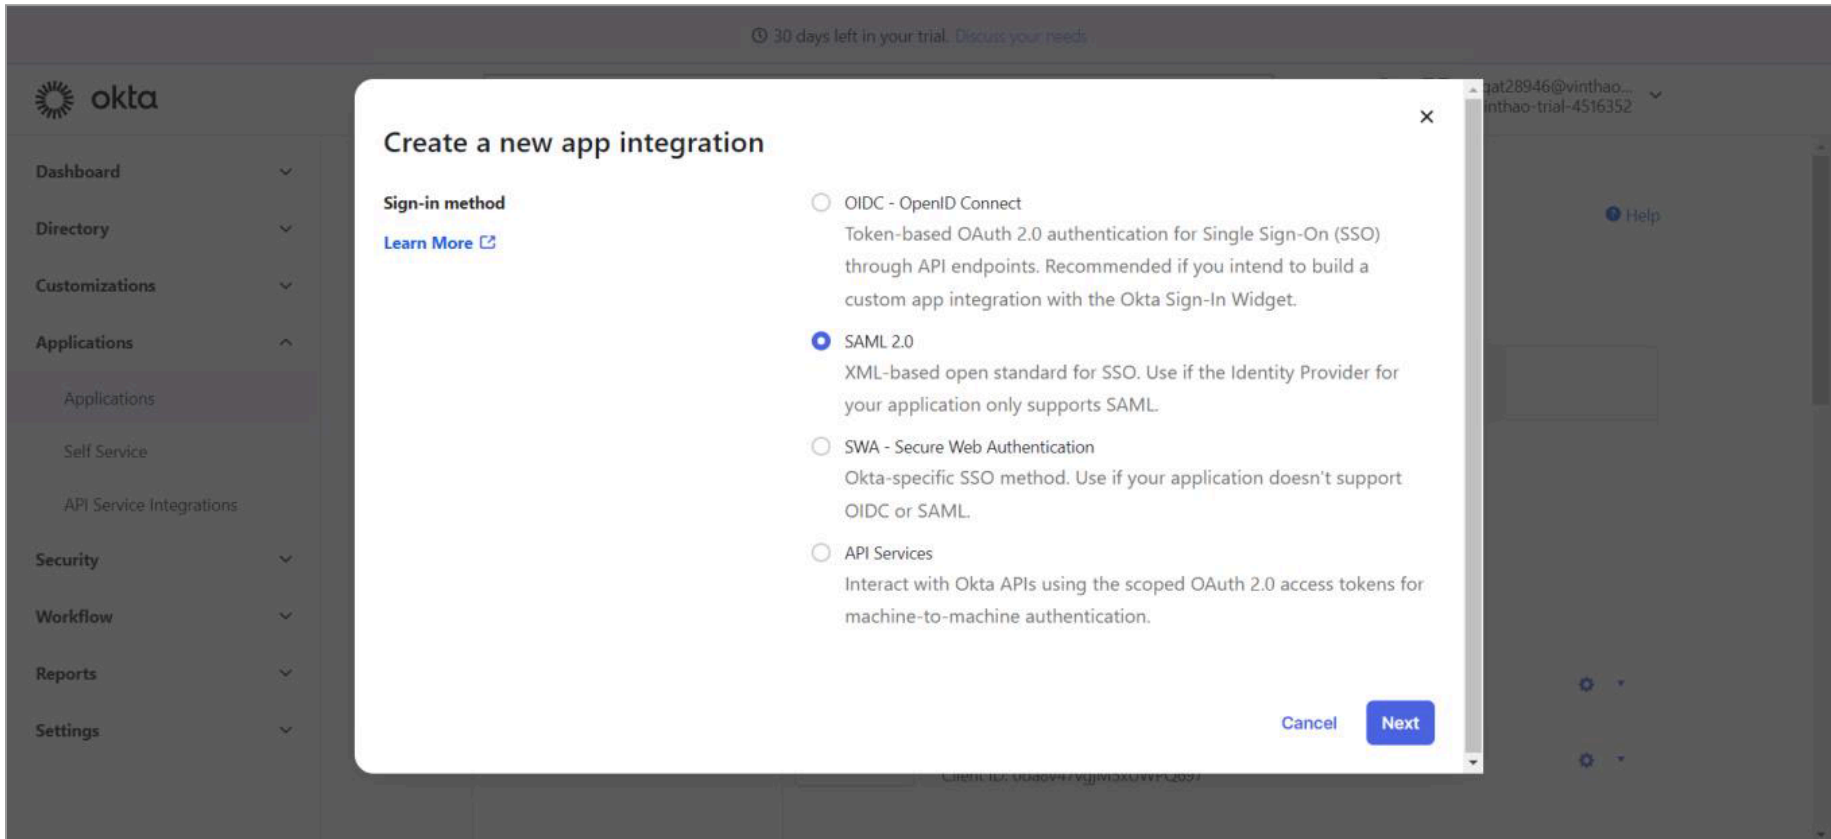 30 days left in your trial. Discuss your needs
okta
qat28946@vinthao...
inthao-trial-4516352
Dashboard
Directory
Customizations
Applications
Applications
Self Service
API Service Integrations
Security
Workflow
Reports
Settings
Help
Create a new app integration
Sign-in method
Learn More
OIDC - OpenID Connect
Token-based OAuth 2.0 authentication for Single Sign-On (SSO)
through API endpoints. Recommended if you intend to build a
custom app integration with the Okta Sign-In Widget.
SAML 2.0
XML-based open standard for SSO. Use if the Identity Provider for
your application only supports SAML.
SWA - Secure Web Authentication
Okta-specific SSO method. Use if your application doesn't support
OIDC or SAML.
API Services
Interact with Okta APIs using the scoped OAuth 2.0 access tokens for
machine-to-machine authentication.
Cancel
Next
Client ID: